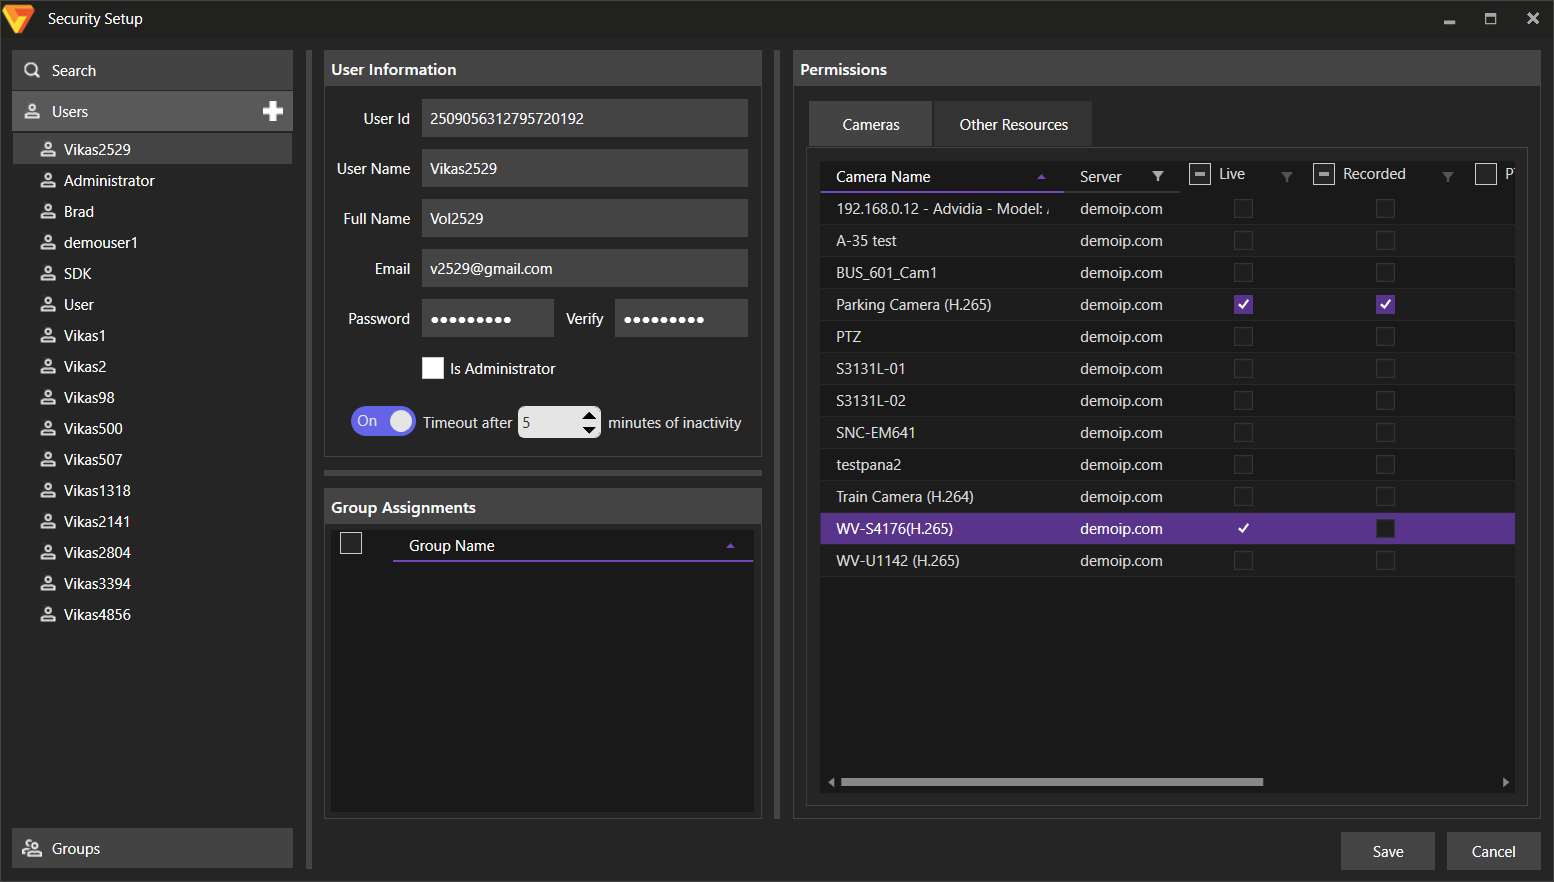 Security Setup
Search
Users
Vikas2529
Administrator
Brad
demouser1
SDK
User
Vikas1
Vikas2
Vikas98
Vikas500
Vikas507
Vikas1318
Vikas2141
Vikas2804
Vikas3394
Vikas4856
Groups
User Information
User Id 2509056312795720192
User Name Vikas2529
Full Name Vol2529
Email v2529@gmail.com
Password ●●●●●●●●● Verify ●●●●●●●●●
Is Administrator
On Timeout after 5 minutes of inactivity
Group Assignments
Group Name
Permissions
Cameras Other Resources
Camera Name Server Live Recorded
192.168.0.12 - Advidia - Model: demoip.com
A-35 test demoip.com
BUS_601_Cam1 demoip.com
Parking Camera (H.265) demoip.com
PTZ demoip.com
S3131L-01 demoip.com
S3131L-02 demoip.com
SNC-EM641 demoip.com
testpana2 demoip.com
Train Camera (H.264) demoip.com
WV-S4176(H.265) demoip.com
WV-U1142 (H.265) demoip.com
Save Cancel